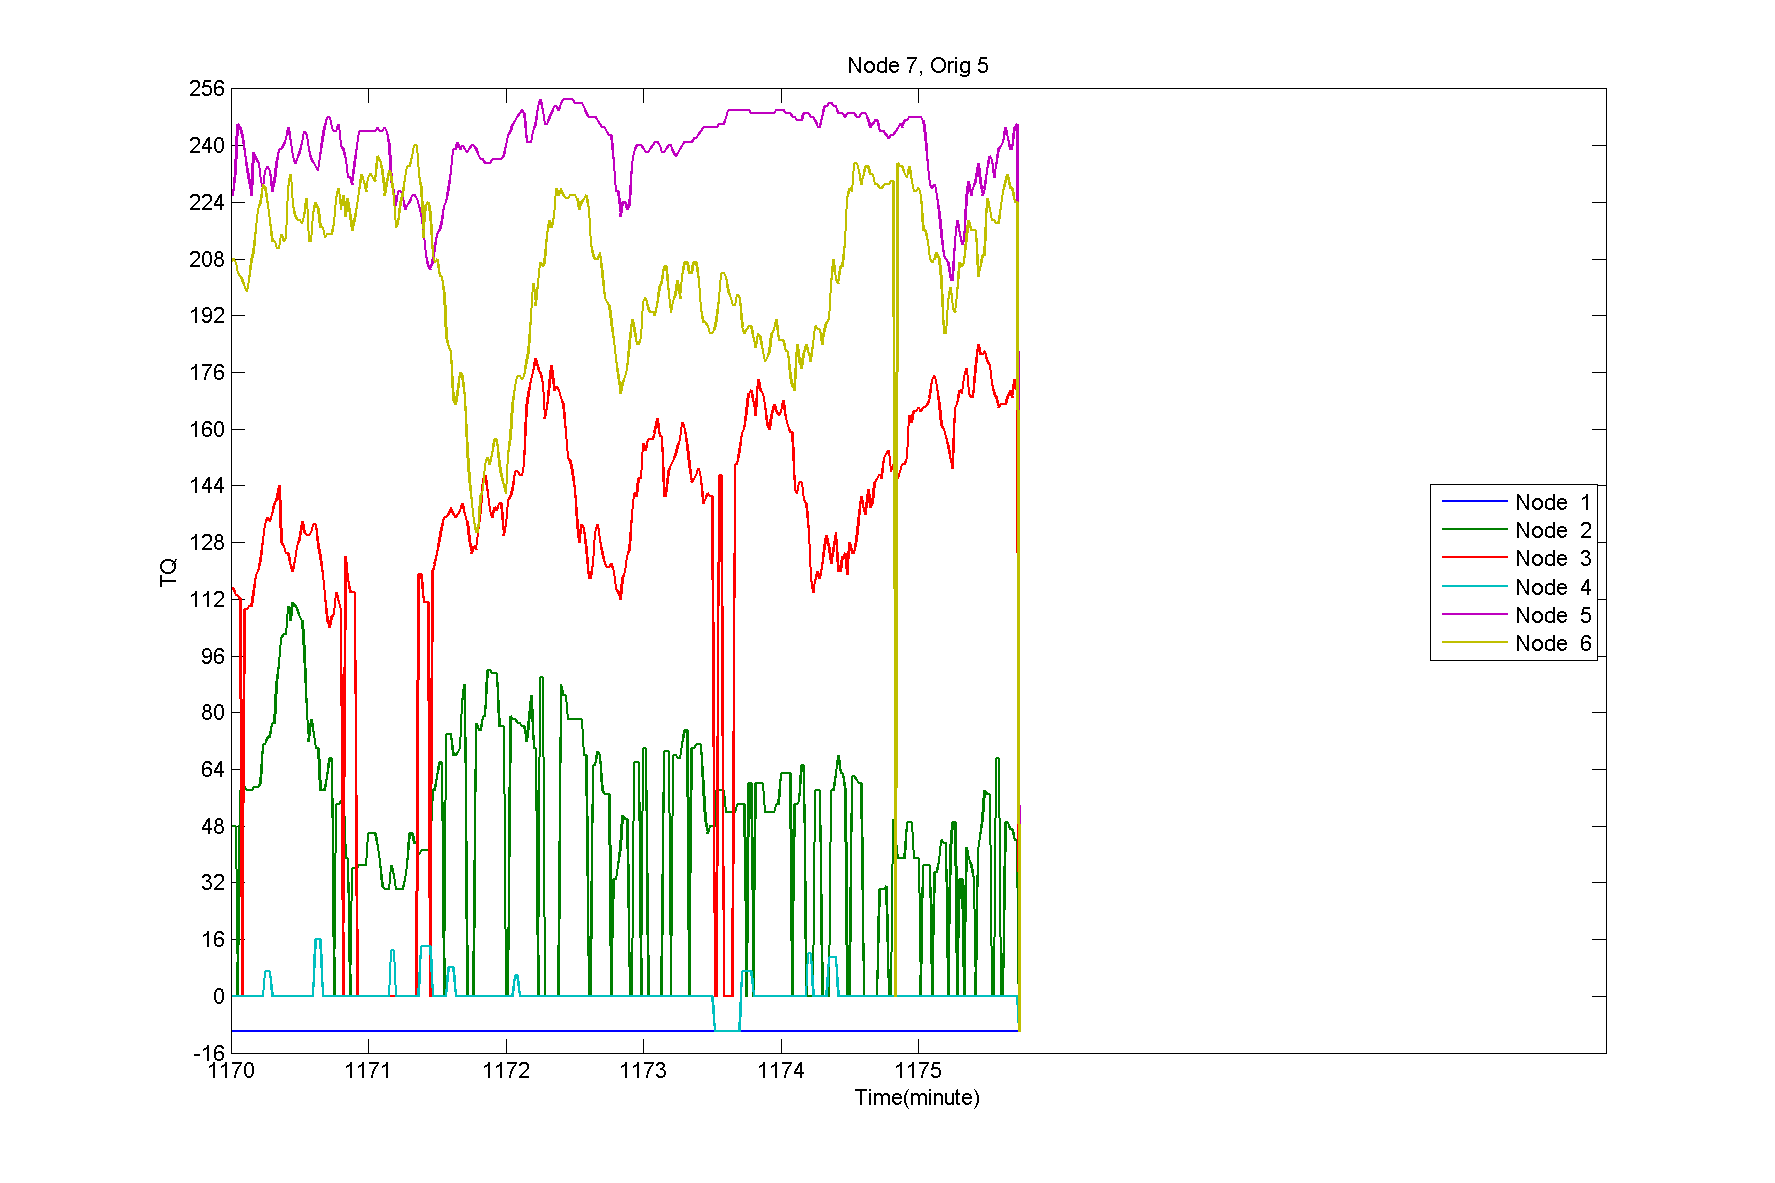 Node 7, Orig 5
256
240
224
208
192
176
160
144
128
112
96
80
64
48
32
16
0
-16
TQ
1170 1171 1172 1173 1174 1175
Time(minute)
Node 1
Node 2
Node 3
Node 4
Node 5
Node 6